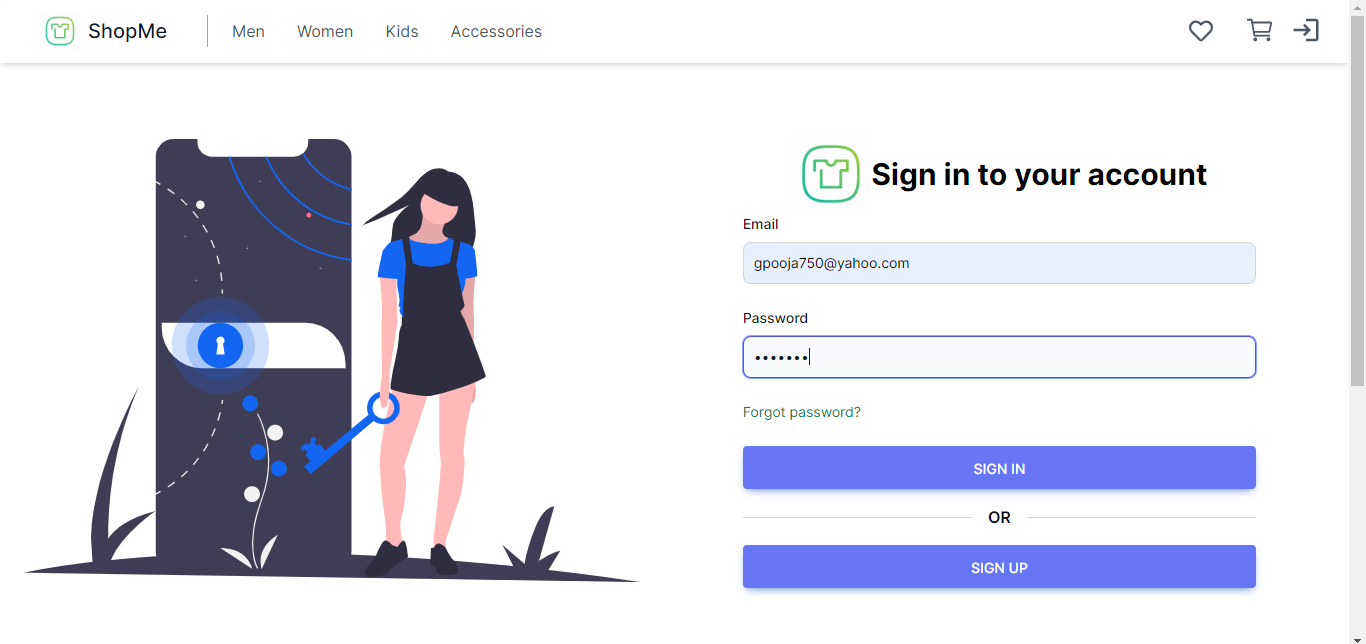 ShopMe Men Women Kids Accessories
Sign in to your account
Email
gpooja750@yahoo.com
Password
•••••••
Forgot password?
SIGN IN
OR
SIGN UP